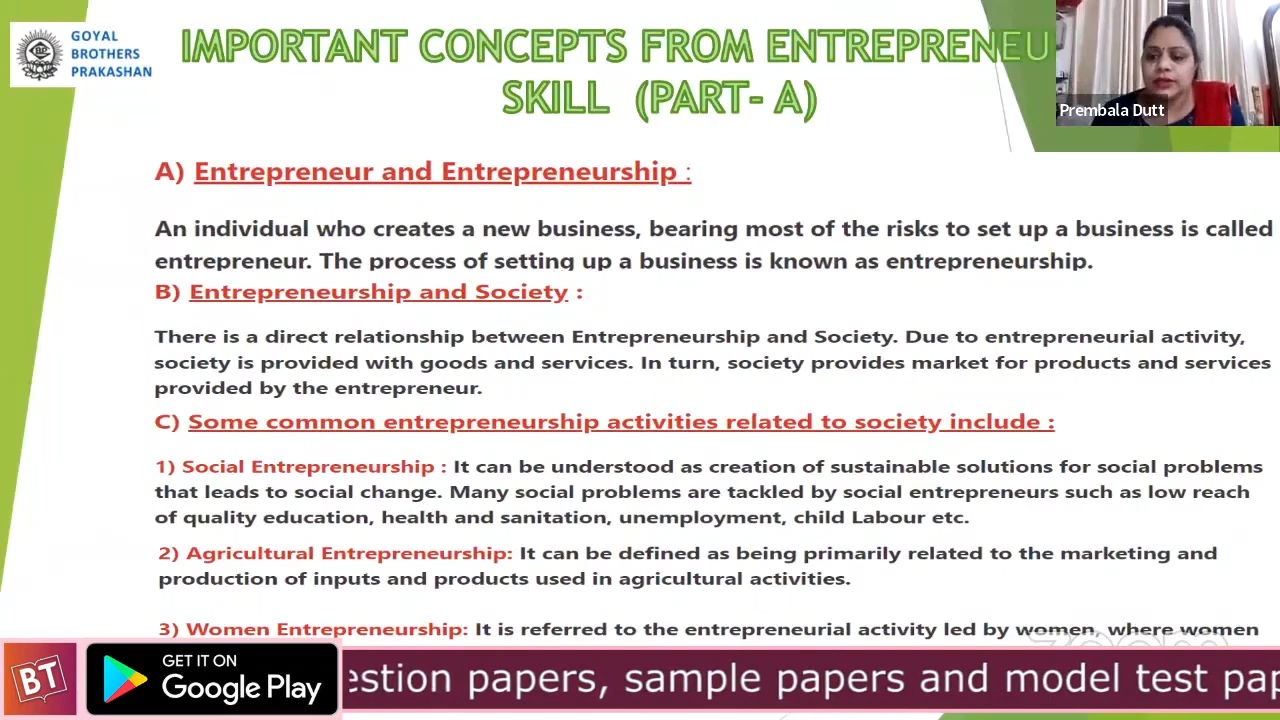 GOYAL
BROTHERS
PRAKASHAN
IMPORTANT CONCEPTS FROM ENTREPRENEU
SKILL (PART- A)
Prembala Dutt
A) Entrepreneur and Entrepreneurship :
An individual who creates a new business, bearing most of the risks to set up a business is called
entrepreneur. The process of setting up a business is known as entrepreneurship.
B) Entrepreneurship and Society :
There is a direct relationship between Entrepreneurship and Society. Due to entrepreneurial activity,
society is provided with goods and services. In turn, society provides market for products and services
provided by the entrepreneur.
C) Some common entrepreneurship activities related to society include :
1) Social Entrepreneurship : It can be understood as creation of sustainable solutions for social problems
that leads to social change. Many social problems are tackled by social entrepreneurs such as low reach
of quality education, health and sanitation, unemployment, child Labour etc.
2) Agricultural Entrepreneurship: It can be defined as being primarily related to the marketing and
production of inputs and products used in agricultural activities.
3) Women Entrepreneurship: It is referred to the entrepreneurial activity led by women, where women
zoom
BT
GET IT ON
Google Play
estion papers, sample papers and model test pap